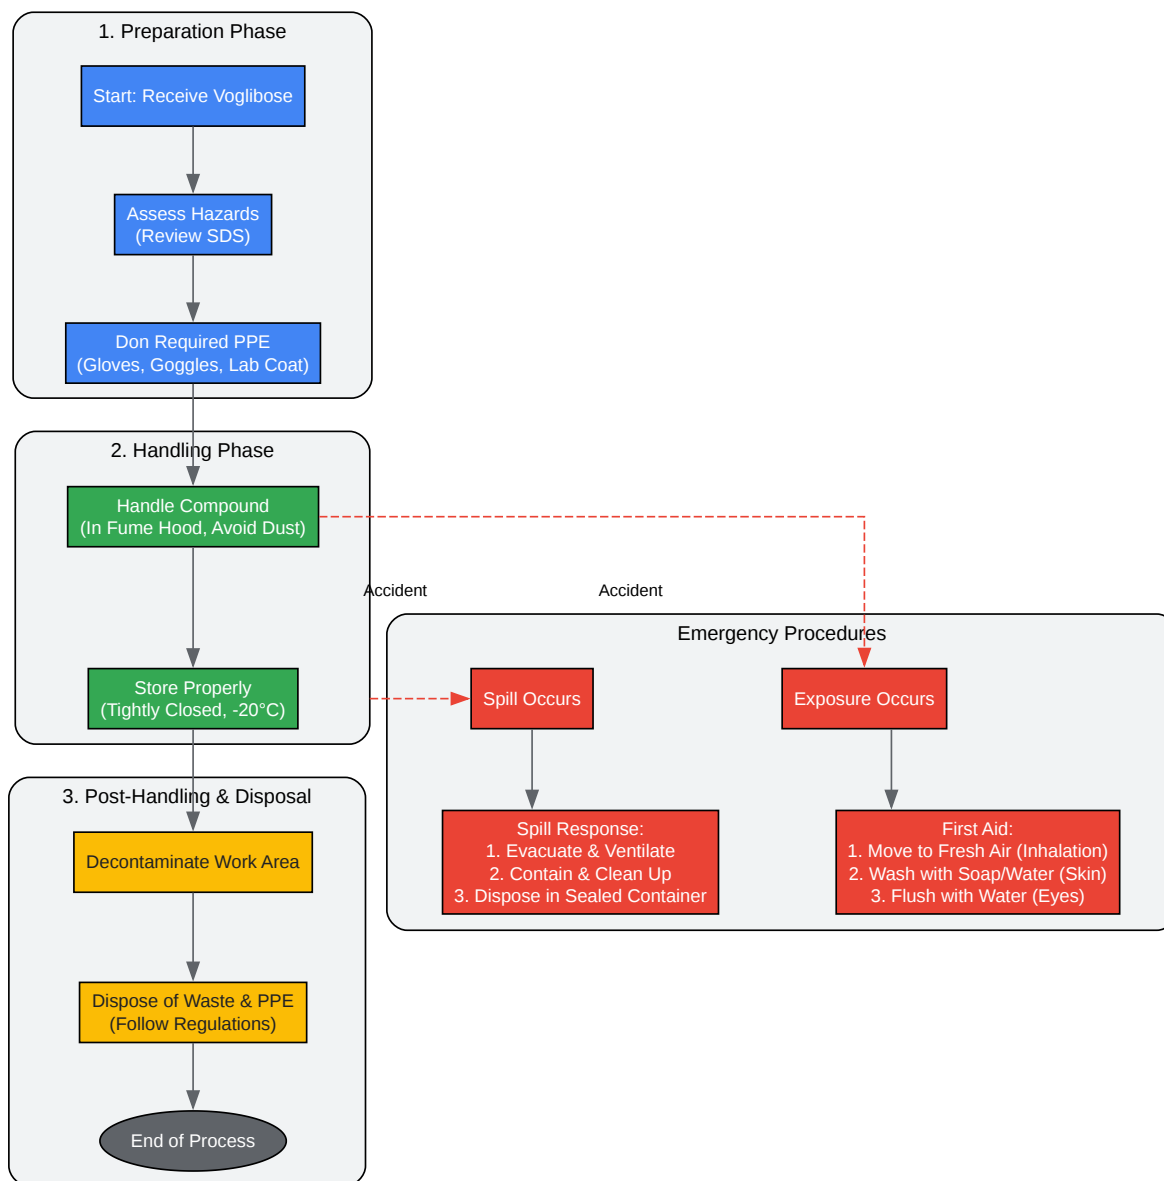 1. Preparation Phase
Start: Receive Voglibose
Assess Hazards
(Review SDS)
Don Required PPE
(Gloves, Goggles, Lab Coat)
2. Handling Phase
Handle Compound
(In Fume Hood, Avoid Dust)
Accident
Accident
Store Properly
(Tightly Closed, -20°C)
Emergency Procedures
Spill Occurs
Exposure Occurs
Spill Response:
1. Evacuate & Ventilate
2. Contain & Clean Up
3. Dispose in Sealed Container
First Aid:
1. Move to Fresh Air (Inhalation)
2. Wash with Soap/Water (Skin)
3. Flush with Water (Eyes)
3. Post-Handling & Disposal
Decontaminate Work Area
Dispose of Waste & PPE
(Follow Regulations)
End of Process